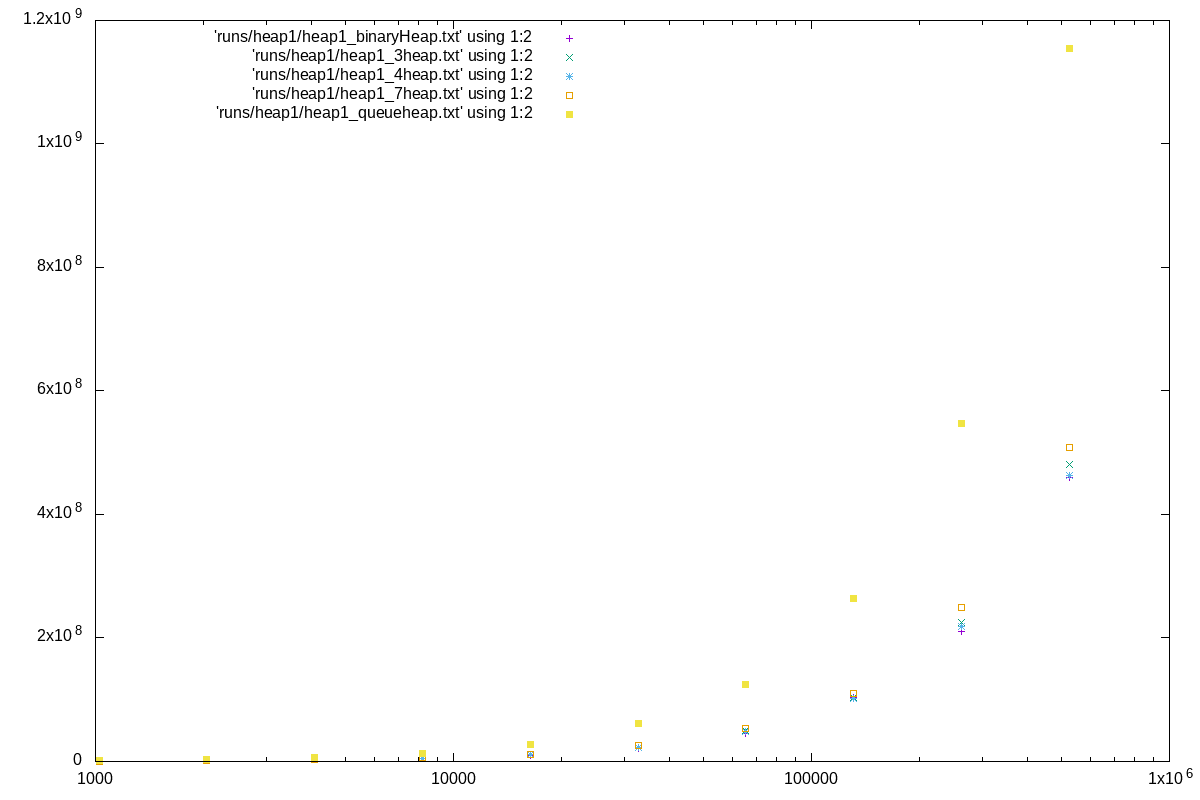 1.2x10 9
'runs/heap1/heap1_binaryHeap.txt' using 1:2
'runs/heap1/heap1_3heap.txt' using 1:2
'runs/heap1/heap1_4heap.txt' using 1:2
'runs/heap1/heap1_7heap.txt' using 1:2
'runs/heap1/heap1_queueheap.txt' using 1:2
1x10 9
8x10 8
6x10 8
4x10 8
2x10 8
0
1000 10000 100000 1x10 6